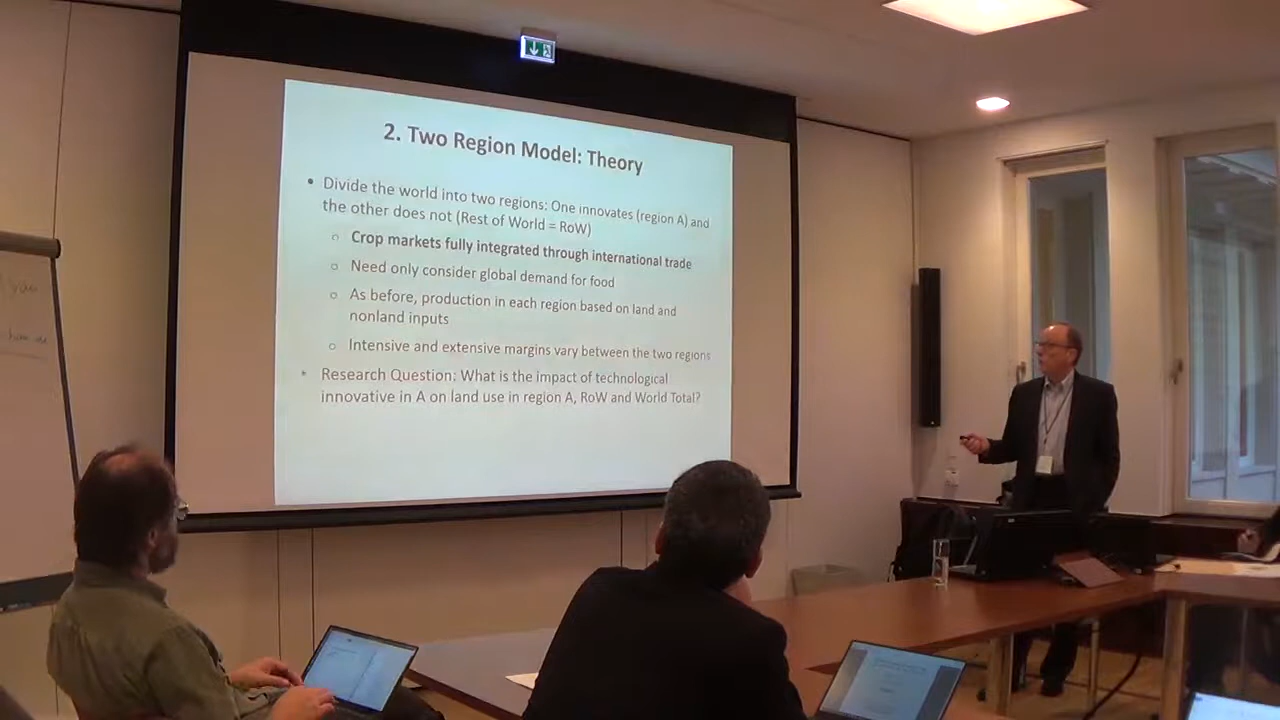 2. Two Region Model: Theory
• Divide the world into two regions: One innovates (region A) and
the other does not (Rest of World = RoW)
○ Crop markets fully integrated through international trade
○ Need only consider global demand for food
○ As before, production in each region based on land and
nonland inputs
○ Intensive and extensive margins vary between the two regions
• Research Question: What is the impact of technological
innovative in A on land use in region A, RoW and World Total?